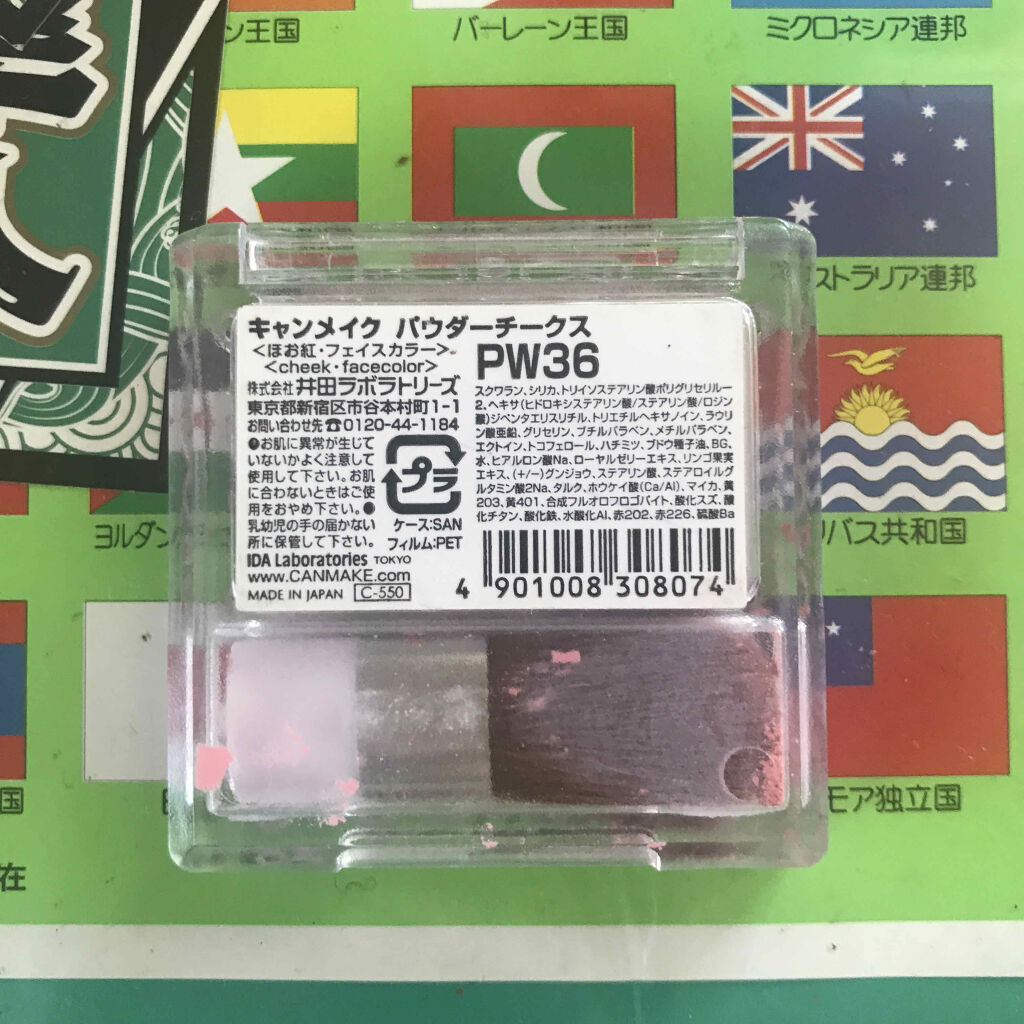 ン王国
バーレーン王国
ミクロネシア連邦
ストラリア連邦
キャンメイク パウダーチークス
＜ほお紅・フェイスカラー＞
＜cheek・facecolor＞
株式会社 井田ラボラトリーズ
東京都新宿区市谷本村町1-1
お問い合わせ先☎0120-44-1184
●お肌に異常が生じて
いないかよく注意して
使用して下さい。お肌
に合わないときはご使
用をおやめ下さい。●
乳幼児の手の届かない
所に保管して下さい。
プラ
ケース:SAN
フィルム:PET
IDA Laboratories TOKYO
www.CANMAKE.com
MADE IN JAPAN C-550
PW36
スクワラン、シリカ、トリイソステアリン酸ポリグリセリル－
2、ヘキサ(ヒドロキシステアリン酸/ステアリン酸/ロジン
酸)ジペンタエリスリチル、トリエチルヘキサノイン、ラウリ
ン酸亜鉛、グリセリン、ブチルパラベン、メチルパラベン、
エクトイン、トコフェロール、ハチミツ、ブドウ種子油、BG、
水、ヒアルロン酸Na、ローヤルゼリーエキス、リンゴ果実
エキス、(+/-)グンジョウ、ステアリン酸、ステアロイルグ
ルタミン酸2Na、タルク、ホウケイ酸(Ca/Al)、マイカ、黄
203、黄401、合成フルオロフロゴパイト、酸化スズ、酸
化チタン、酸化鉄、水酸化Al、赤202、赤226、硫酸Ba
4 901008 308074
ヨルダン
バス共和国
国
モア独立国
在